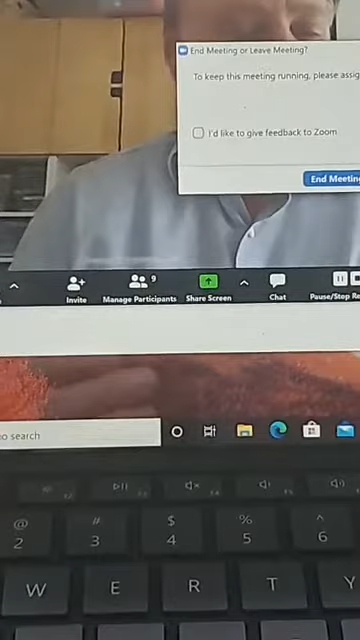 End Meeting or Leave Meeting?
To keep this meeting running, please assig
I'd like to give feedback to Zoom
End Meetin
9
Invite
Manage Participants
Share Screen
Chat
Pause/Stop Re
o search
@ # $ % ^
2 3 4 5 6
W E R T Y